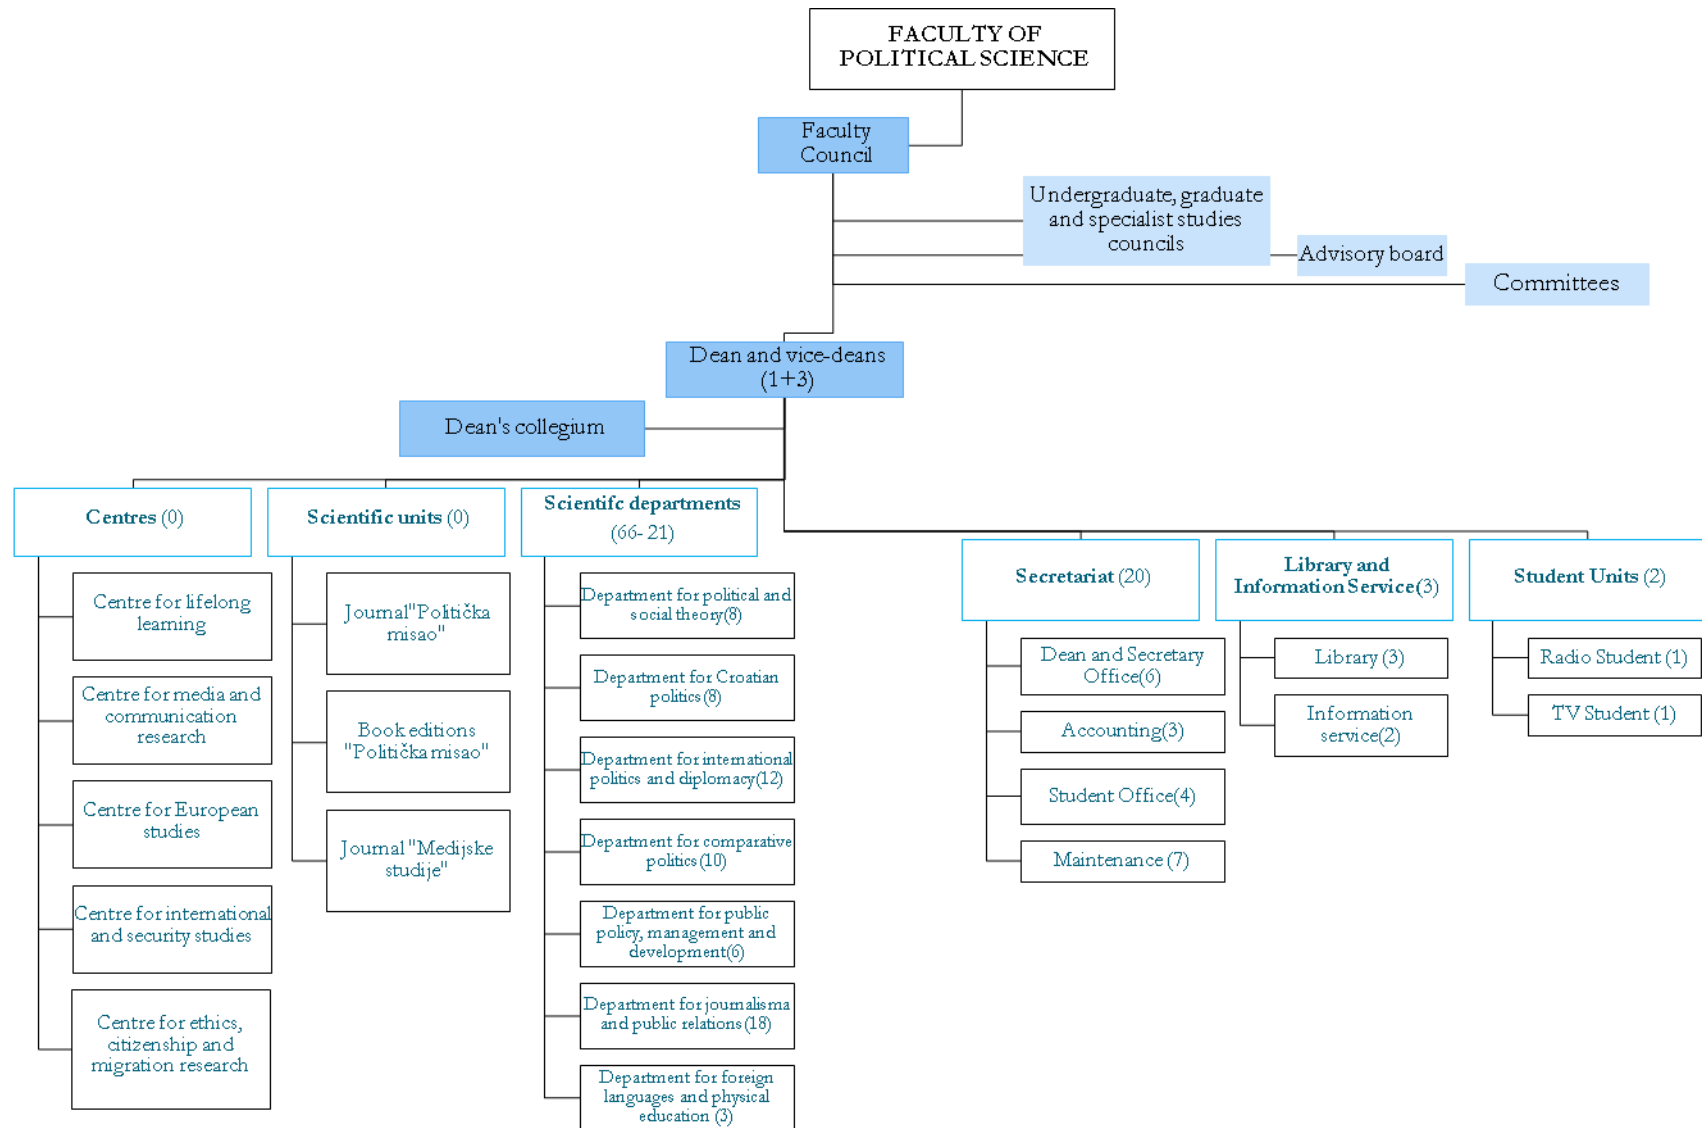 FACULTY OF
POLITICAL SCIENCE
Faculty
Council
Undergraduate, graduate
and specialist studies
councils
Advisory board
Committees
Dean and vice-deans
(1+3)
Dean's collegium
Centres (0)
Centre for lifelong
learning
Centre for media and
communication
research
Centre for European
studies
Centre for international
and security studies
Centre for ethics,
citizenship and
migration research
Scientific units (0)
Journal"Politička
misao"
Book editions
"Politička misao"
Journal "Medijske
studije"
Scientifc departments
(66- 21)
Department for political and
social theory(8)
Department for Croatian
politics(8)
Department for international
politics and diplomacy(12)
Department for comparative
politics(10)
Department for public
policy, management and
development(6)
Department for journalisma
and public relations(18)
Department for foreign
languages and physical
education (3)
Secretariat (20)
Dean and Secretary
Office(6)
Accounting(3)
Student Office(4)
Maintenance (7)
Library and
Information Service(3)
Library (3)
Information
service(2)
Student Units (2)
Radio Student (1)
TV Student (1)